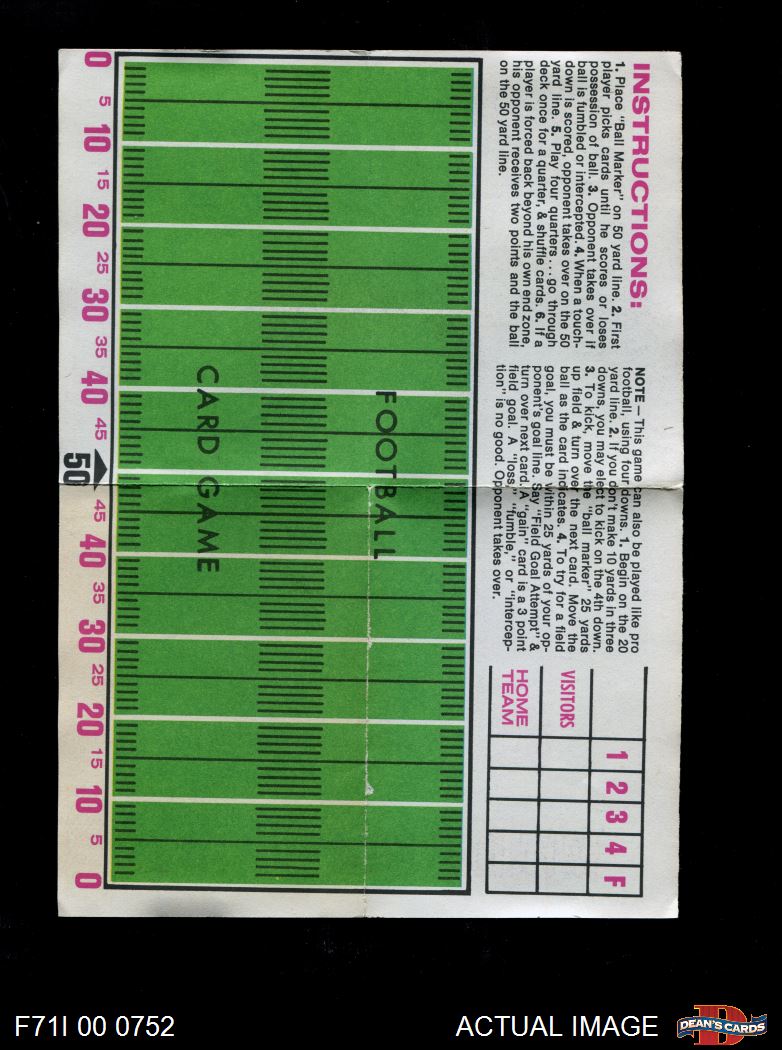 INSTRUCTIONS:
1. Place "Ball Marker" on 50 yard line. 2. First
player picks cards until he scores or loses
possession of ball. 3. Opponent takes over if
ball is fumbled or intercepted. 4. When a touch-
down is scored, opponent takes over on the 50
yard line. 5. Play four quarters...go through
deck once for a quarter, & shuffle cards. 6. If a
player is forced back beyond his own end zone,
his opponent receives two points and the ball
on the 50 yard line.
NOTE — This game can also be played like pro
football, using four downs. 1. Begin on the 20
yard line. 2. If you don't make 10 yards in three
downs, you may elect to kick on the 4th down.
3. To kick, move the "ball marker" 25 yards
up field & turn over the next card. Move the
ball as the card indicates. 4. To try for a field
goal, you must be within 25 yards of your op-
ponent's goal line. Say "Field Goal Attempt" &
turn over next card. A "gain" card is a 3 point
field goal. A "loss," "fumble," or "intercep-
tion" is no good. Opponent takes over.
1 2 3 4 F
VISITORS
HOME
TEAM
FOOTBALL
CARD GAME
0 5 10 15 20 25 30 35 40 45 50 45 40 35 30 25 20 15 10 5 0
F71I 00 0752
ACTUAL IMAGE
D
DEAN'S CARDS